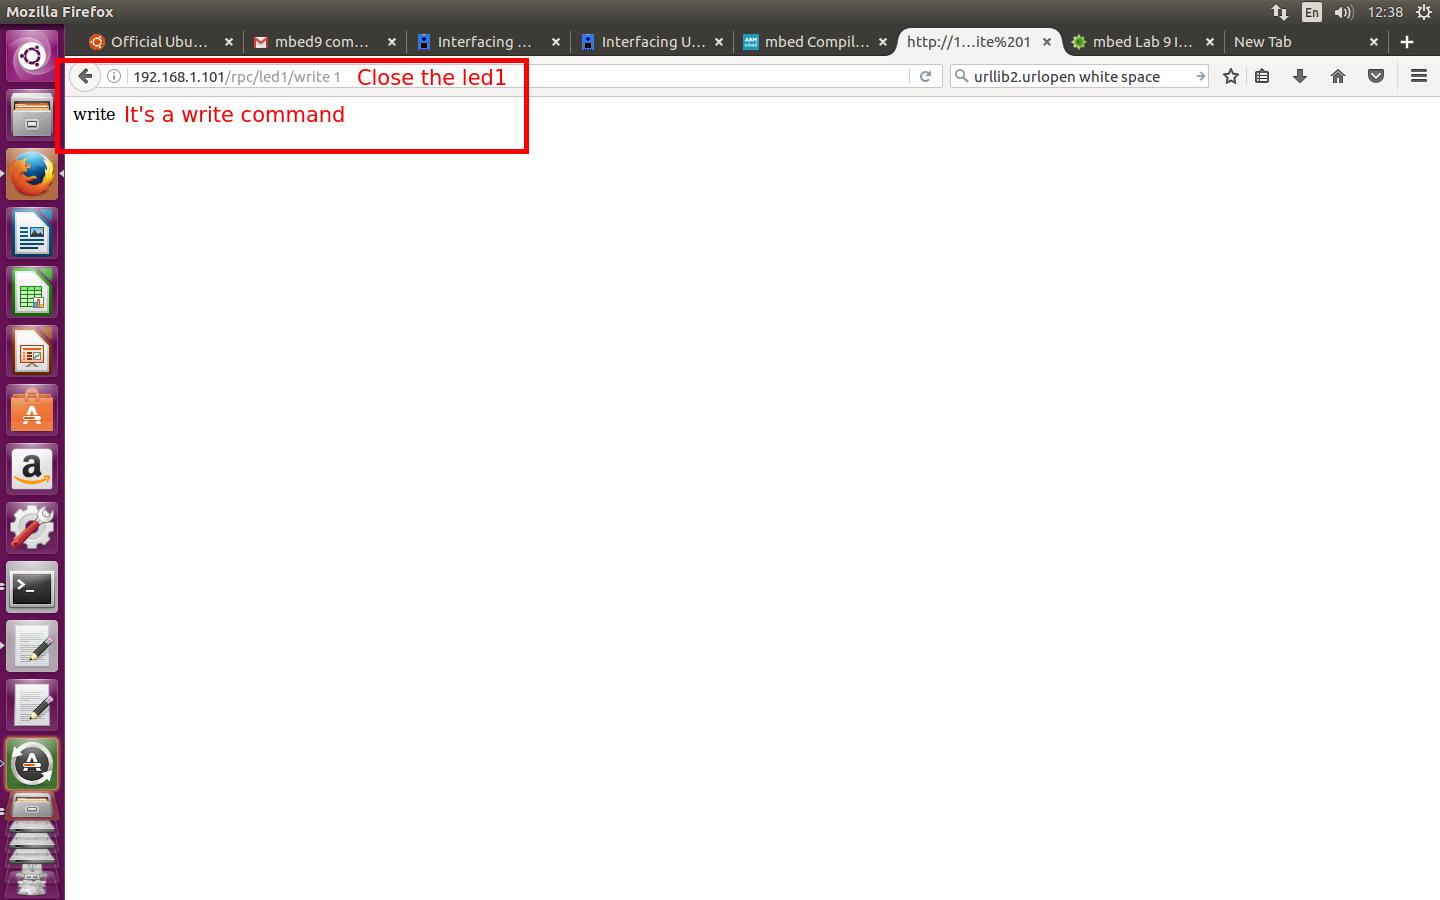 Mozilla Firefox
En
12:38
Official Ubu...
mbed9 com...
Interfacing ...
Interfacing U...
ARM mbed
mbed Compil...
http://1...ite%201
mbed Lab 9 I...
New Tab
192.168.1.101/rpc/led1/write 1
Close the led1
urllib2.urlopen white space
write
It's a write command